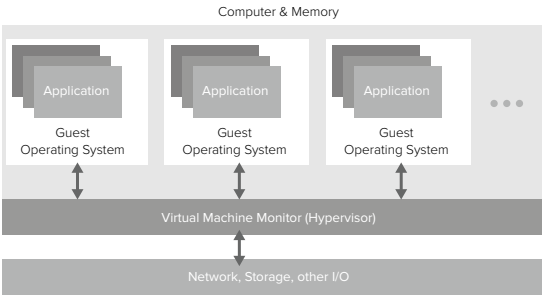 Computer & Memory
Application
Guest
Operating System
Application
Guest
Operating System
Application
Guest
Operating System
Virtual Machine Monitor (Hypervisor)
Network, Storage, other I/O